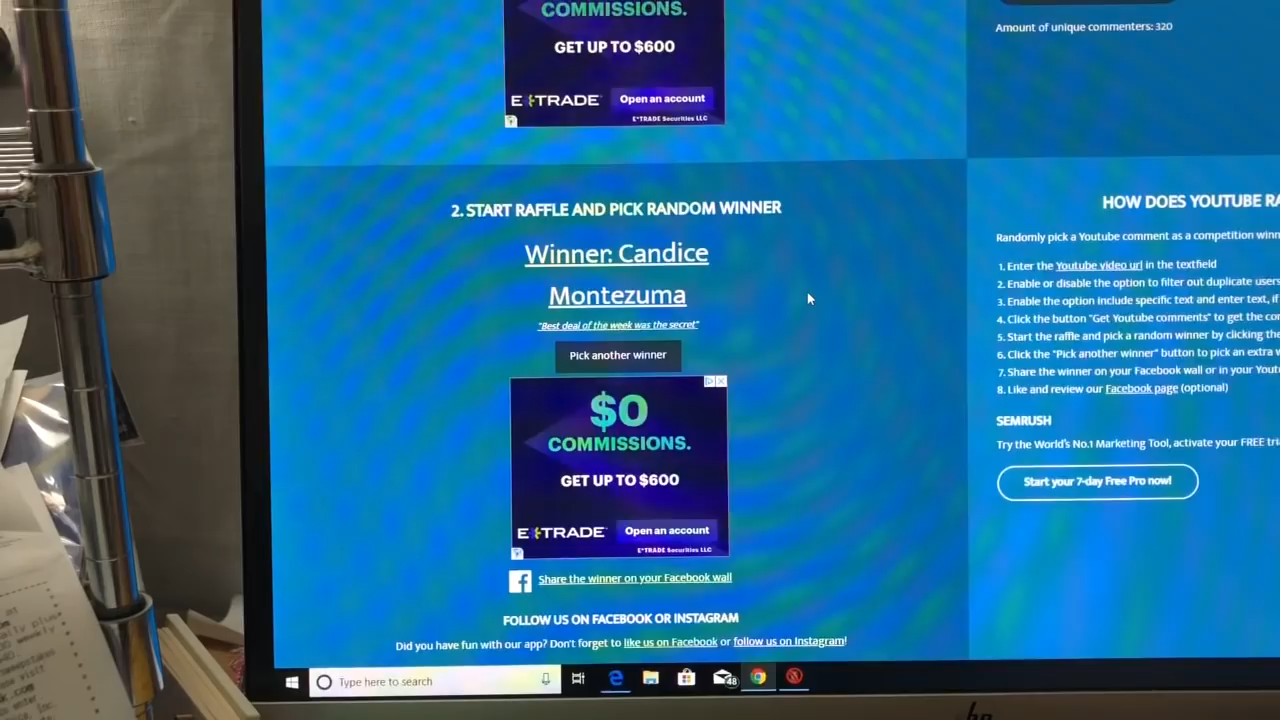 COMMISSIONS.
GET UP TO $600
E*TRADE Open an account
E*TRADE Securities LLC
Amount of unique commenters: 320
2. START RAFFLE AND PICK RANDOM WINNER
Winner: Candice
Montezuma
"Best deal of the week was the secret"
Pick another winner
$0
COMMISSIONS.
GET UP TO $600
E*TRADE Open an account
E*TRADE Securities LLC
Share the winner on your Facebook wall
FOLLOW US ON FACEBOOK OR INSTAGRAM
Did you have fun with our app? Don't forget to like us on Facebook or follow us on Instagram!
HOW DOES YOUTUBE RA
Randomly pick a Youtube comment as a competition winn
1. Enter the Youtube video url in the textfield
2. Enable or disable the option to filter out duplicate users
3. Enable the option include specific text and enter text, if
4. Click the button "Get Youtube comments" to get the con
5. Start the raffle and pick a random winner by clicking the
6. Click the "Pick another winner" button to pick an extra w
7. Share the winner on your Facebook wall or in your Yout
8. Like and review our Facebook page (optional)
SEMRUSH
Try the World's No.1 Marketing Tool, activate your FREE tri
Start your 7-day Free Pro now!
Type here to search
48
hp